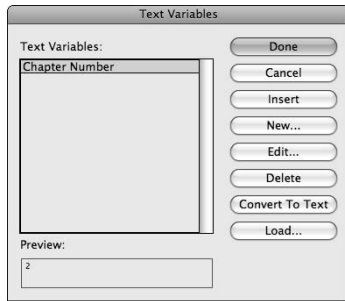 Text Variables
Text Variables:
Chapter Number
Done
Cancel
Insert
New...
Edit...
Delete
Convert To Text
Load...
Preview:
2